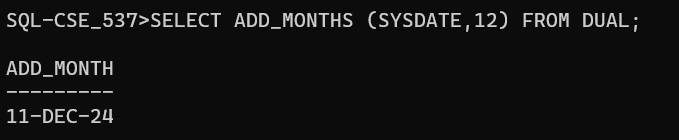 SQL-CSE_537>SELECT ADD_MONTHS (SYSDATE,12) FROM DUAL;
ADD_MONTH
---------
11-DEC-24